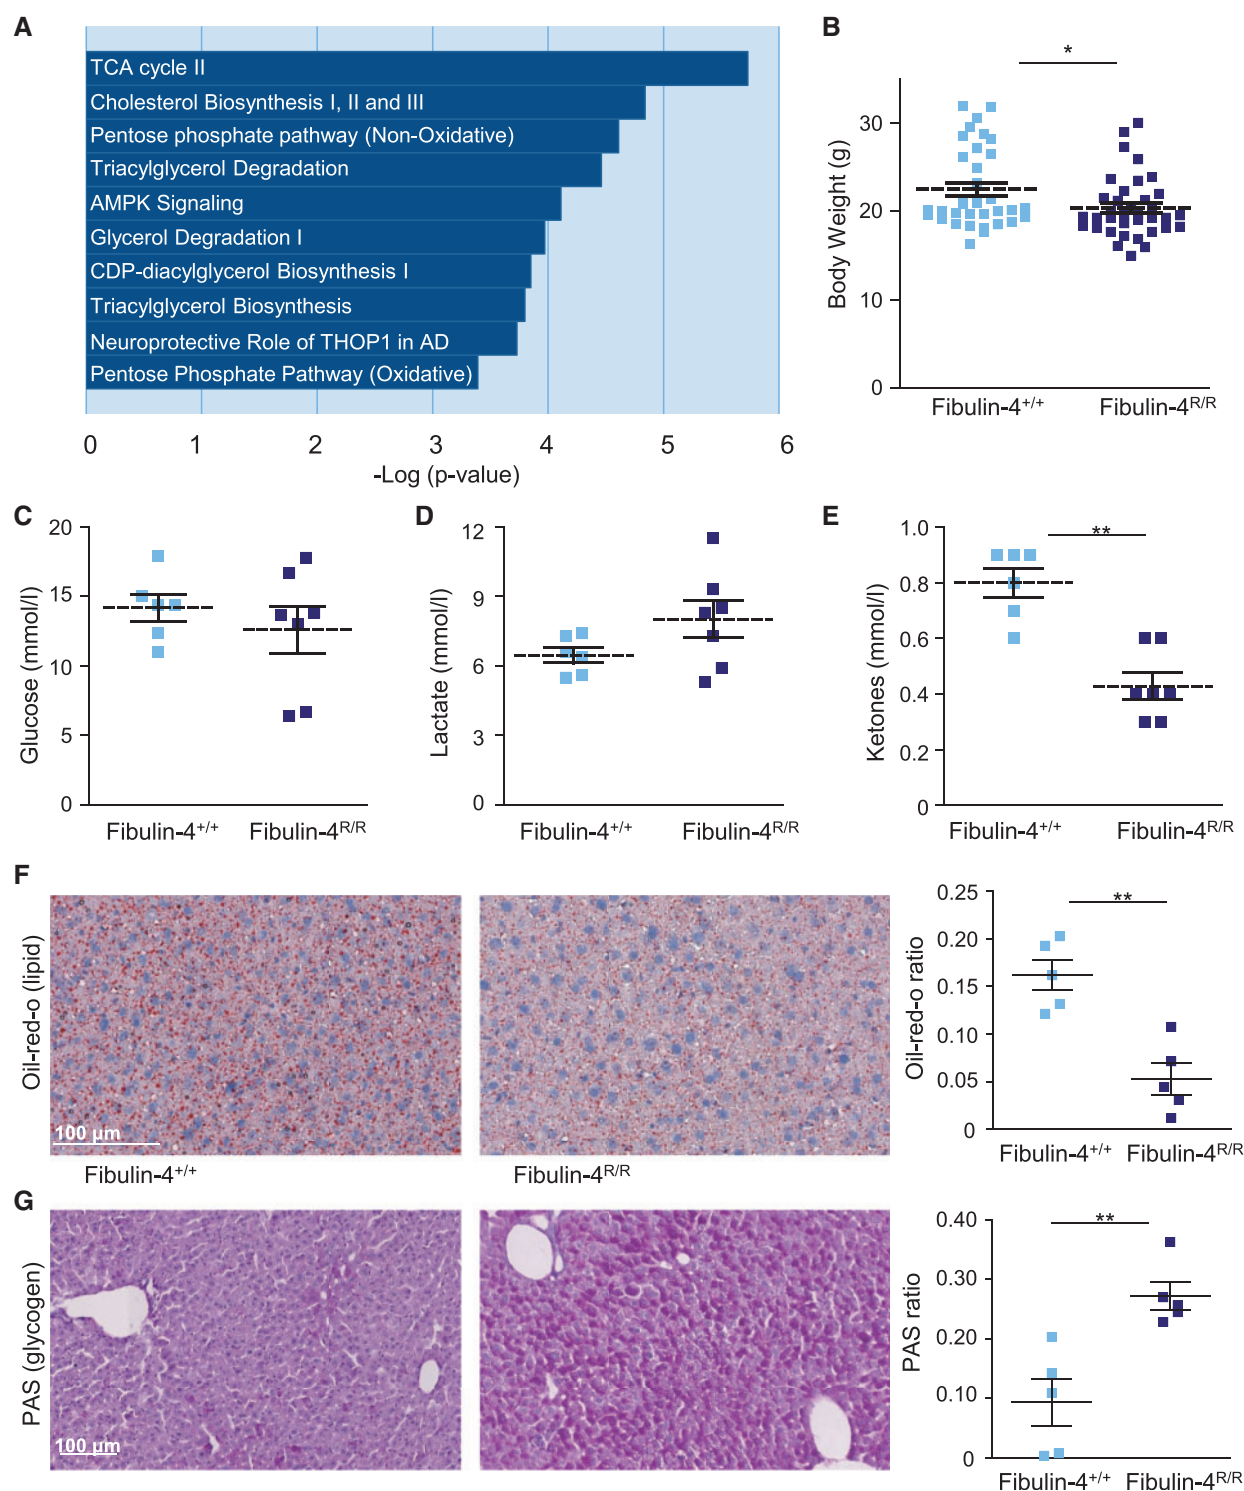 A
TCA cycle II
Cholesterol Biosynthesis I, II and III
Pentose phosphate pathway (Non-Oxidative)
Triacylglycerol Degradation
AMPK Signaling
Glycerol Degradation I
CDP-diacylglycerol Biosynthesis I
Triacylglycerol Biosynthesis
Neuroprotective Role of THOP1 in AD
Pentose Phosphate Pathway (Oxidative)
0 1 2 3 4 5 6
-Log (p-value)
B
*
Body Weight (g)
30
20
10
0
Fibulin-4+/+ Fibulin-4R/R
C
Glucose (mmol/l)
20
15
10
5
0
Fibulin-4+/+ Fibulin-4R/R
D
Lactate (mmol/l)
12
9
6
3
0
Fibulin-4+/+ Fibulin-4R/R
E
**
Ketones (mmol/l)
1.0
0.8
0.6
0.4
0.2
0
Fibulin-4+/+ Fibulin-4R/R
F
Oil-red-o (lipid)
100 µm
Fibulin-4+/+ Fibulin-4R/R
**
Oil-red-o ratio
0.25
0.20
0.15
0.10
0.05
0
Fibulin-4+/+ Fibulin-4R/R
G
PAS (glycogen)
100 µm
**
PAS ratio
0.40
0.30
0.20
0.10
0
Fibulin-4+/+ Fibulin-4R/R